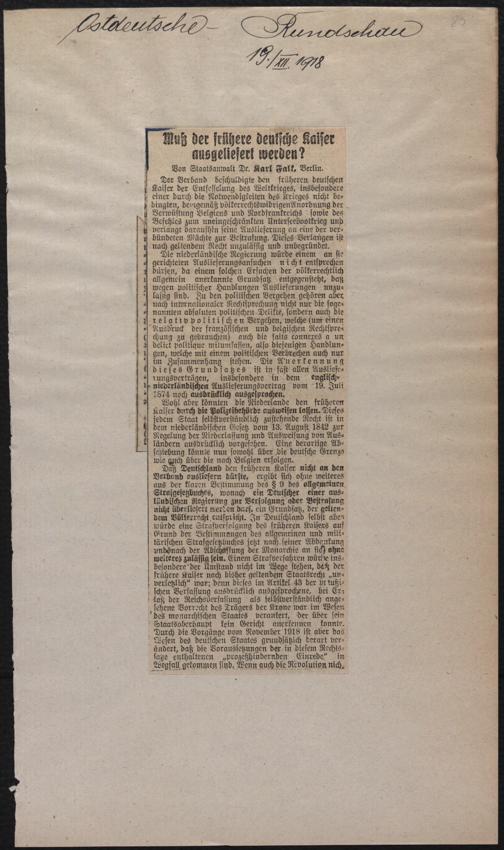 Ostdeutsche - Rundschau
19./XII. 1918
Muß der frühere deutsche Kaiser
ausgeliefert werden?
Von Staatsanwalt Dr. Karl Falk, Berlin.
Der Verband beschuldigte den früheren deutschen
Kaiser der Entfesselung des Weltkrieges, insbesondere
einer durch die Notwendigkeiten des Krieges nicht be-
dingten, demgemäß völkerrechtswidrigen Anordnung der
Verwüstung Belgiens und Nordfrankreichs sowie des
Befehles zum uneingeschränkten Unterseebootkrieg und
verlangt daraufhin seine Auslieferung an eine der ver-
bündeten Mächte zur Bestrafung. Dieses Verlangen ist
nach geltendem Recht unzulässig und unbegründet.
Die niederländische Regierung würde einem an sie
gerichteten Auslieferungsansuchen nicht entsprechen
dürfen, da einem solchen Ersuchen der völkerrechtlich
allgemein anerkannte Grundsatz entgegensteht, daß
wegen politischer Handlungen Auslieferungen unzu-
lässig sind. Zu den politischen Vergehen gehören aber
nach internationaler Rechtsprechung nicht nur die soge-
nannten absoluten politischen Delikte, sondern auch die
relativpolitischen Vergehen, welche (um einen
Ausdruck der französischen und belgischen Rechtspre-
chung zu gebrauchen) auch die faits connexes a un
delict politique mitumfassen, also diejenigen Handlun-
gen, welche mit einem politischen Verbrechen auch nur
im Zusammenhang stehen. Die Anerkennung
dieses Grundsatzes ist in fast allen Ausliefe-
rungsverträgen, insbesondere in dem englisch-
niederländischen Auslieferungsvertrag vom 19. Juli
1874 noch ausdrücklich ausgesprochen.
Wohl aber könnten die Niederlande den früheren
Kaiser durch die Polizeibehörde ausweisen lassen. Dieses
jedem Staat selbstverständlich zustehende Recht ist in
dem niederländischen Gesetz vom 13. August 1842 zur
Regelung der Niederlassung und Ausweisung von Aus-
ländern ausdrücklich vorgesehen. Eine derartige Ab-
schiebung könnte nun sowohl über die deutsche Grenze
wie auch über die nach Belgien erfolgen.
Daß Deutschland den früheren Kaiser nicht an den
Verband ausliefern dürfte, ergibt sich ohne weiteres
aus der klaren Bestimmung des § 9 des allgemeinen
Strafgesetzbuches, wonach ein Deutscher einer aus-
ländischen Regierung zur Verfolgung oder Bestrafung
nicht überliefert werden darf, ein Grundsatz, der gelten-
dem Völkerrecht entspricht. In Deutschland selbst aber
würde eine Strafverfolgung des früheren Kaisers auf
Grund der Bestimmungen des allgemeinen und mili-
tärischen Strafgesetzbuches jetzt nach seiner Abdankung
und nach der Abschaffung der Monarchie an sich ohne
weiteres zulässig sein. Einem Strafverfahren würde ins-
besondere der Umstand nicht im Wege stehen, daß der
frühere Kaiser nach bisher geltendem Staatsrecht „un-
verletzlich" war; denn dieses im Artikel 43 der preußi-
schen Verfassung ausdrücklich ausgesprochene, bei Er-
laß der Reichsverfassung als selbstverständlich ange-
sehene Vorrecht des Trägers der Krone war im Wesen
des monarchischen Staates verankert, der über sein
Staatsoberhaupt kein Gericht anerkennen konnte.
Durch die Vorgänge vom November 1918 ist aber das
Wesen des deutschen Staates grundsätzlich derart ver-
ändert, daß die Voraussetzungen der in diesem Rechts-
satze enthaltenen „prozeßhindernden Einrede" in
Wegfall gekommen sind. Wenn auch die Revolution nich.